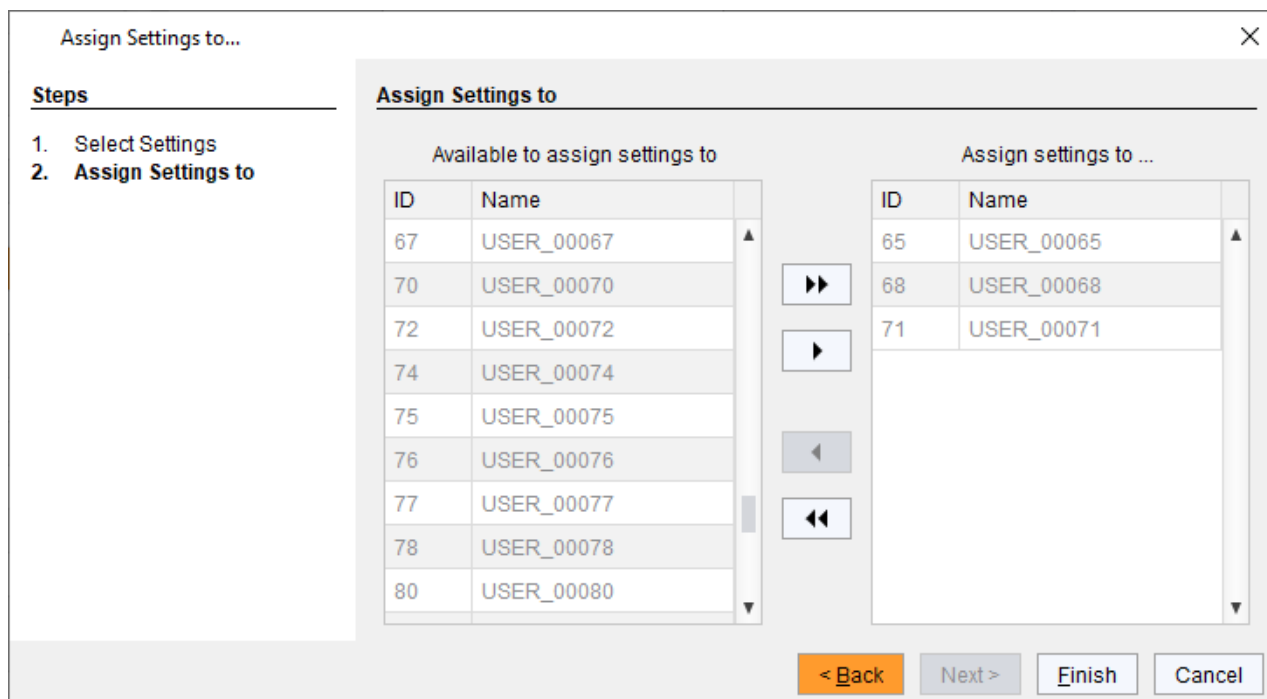 Assign Settings to...
Steps
1. Select Settings
2. Assign Settings to
Assign Settings to
Available to assign settings to
ID Name
67 USER_00067
70 USER_00070
72 USER_00072
74 USER_00074
75 USER_00075
76 USER_00076
77 USER_00077
78 USER_00078
80 USER_00080
Assign settings to ...
ID Name
65 USER_00065
68 USER_00068
71 USER_00071
< Back Next > Finish Cancel